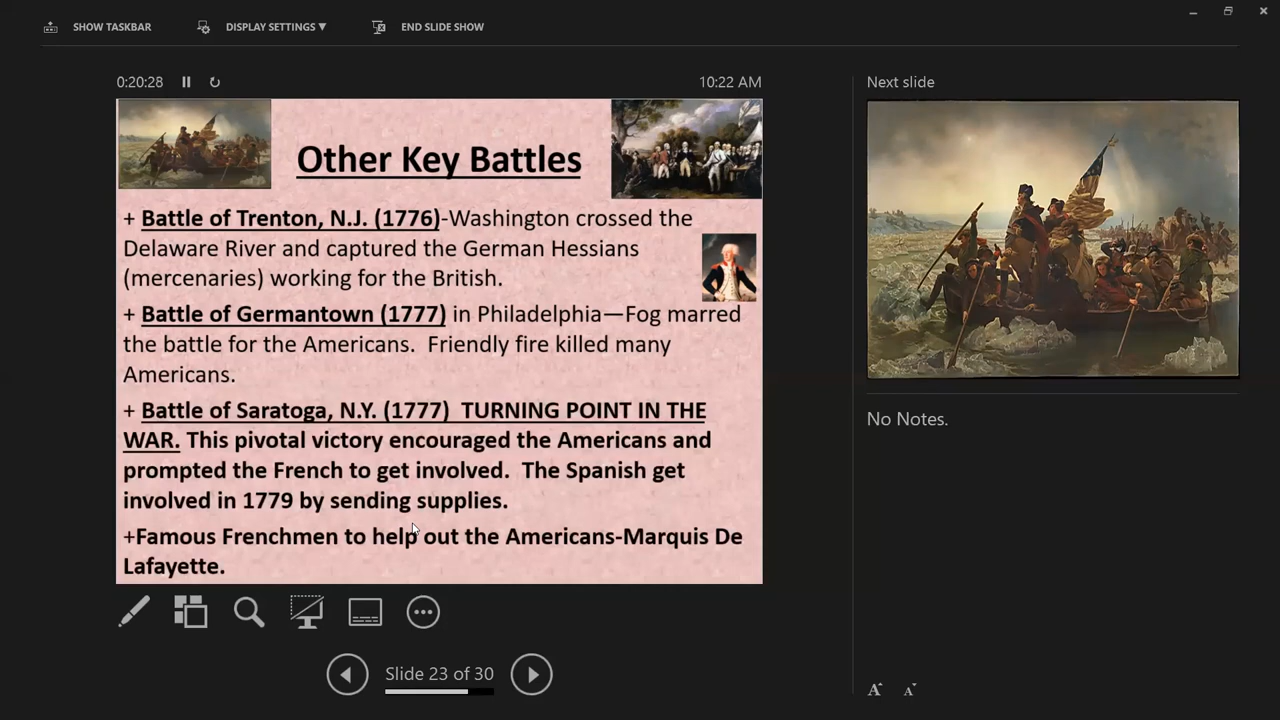 SHOW TASKBAR DISPLAY SETTINGS ▼ END SLIDE SHOW
0:20:28 10:22 AM
Other Key Battles
+ Battle of Trenton, N.J. (1776)-Washington crossed the
Delaware River and captured the German Hessians
(mercenaries) working for the British.
+ Battle of Germantown (1777) in Philadelphia—Fog marred
the battle for the Americans.  Friendly fire killed many
Americans.
+ Battle of Saratoga, N.Y. (1777)  TURNING POINT IN THE
WAR. This pivotal victory encouraged the Americans and
prompted the French to get involved.  The Spanish get
involved in 1779 by sending supplies.
+Famous Frenchmen to help out the Americans-Marquis De
Lafayette.
Slide 23 of 30
Next slide
No Notes.
A A